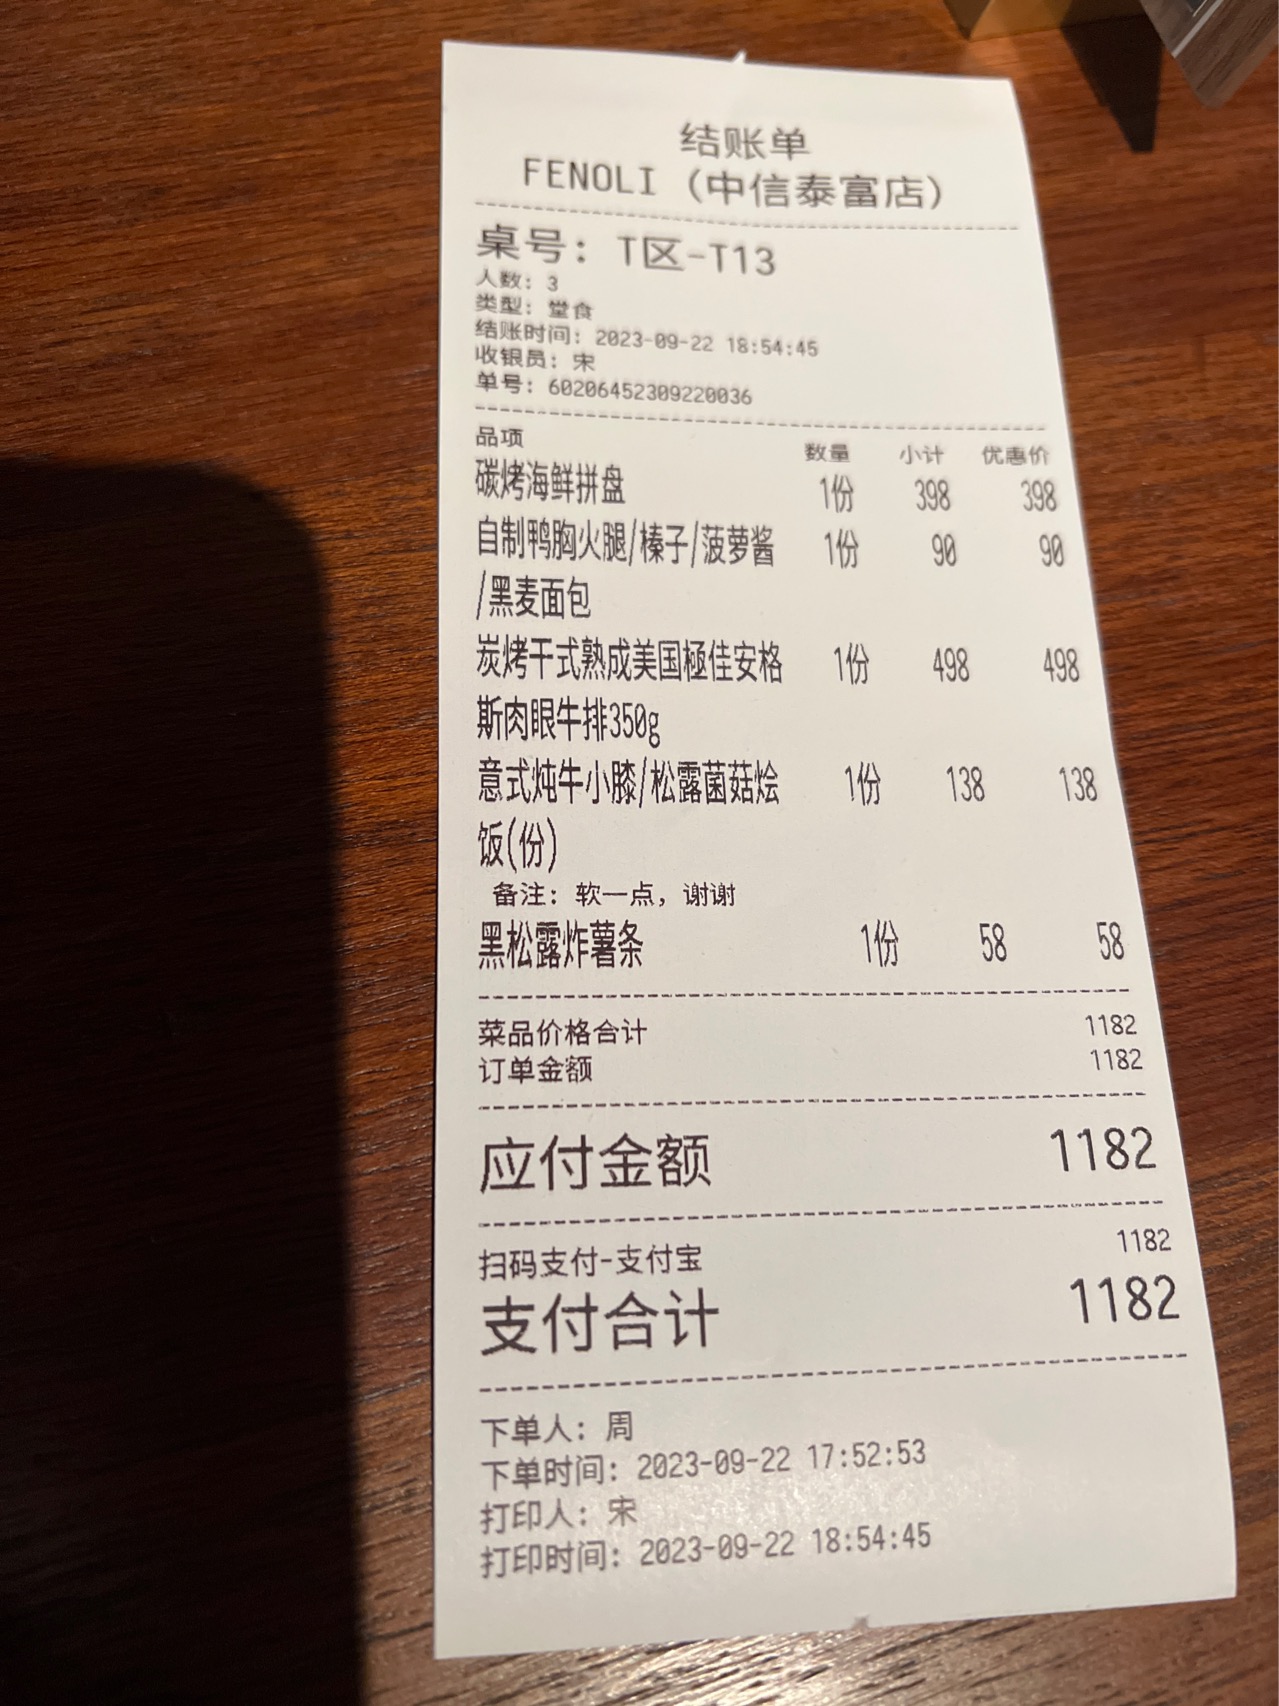 结账单
FENOLI (中信泰富店)
桌号: T区-T13
人数: 3
类型: 堂食
结账时间: 2023-09-22 18:54:45
收银员: 宋
单号: 60206452309220036
品项 数量 小计 优惠价
碳烤海鲜拼盘 1份 398 398
自制鸭胸火腿/榛子/菠萝酱 1份 90 90
/黑麦面包
炭烤干式熟成美国極佳安格 1份 498 498
斯肉眼牛排350g
意式炖牛小膝/松露菌菇烩 1份 138 138
饭(份)
备注: 软一点, 谢谢
黑松露炸薯条 1份 58 58
菜品价格合计 1182
订单金额 1182
应付金额 1182
扫码支付-支付宝 1182
支付合计 1182
下单人: 周
下单时间: 2023-09-22 17:52:53
打印人: 宋
打印时间: 2023-09-22 18:54:45